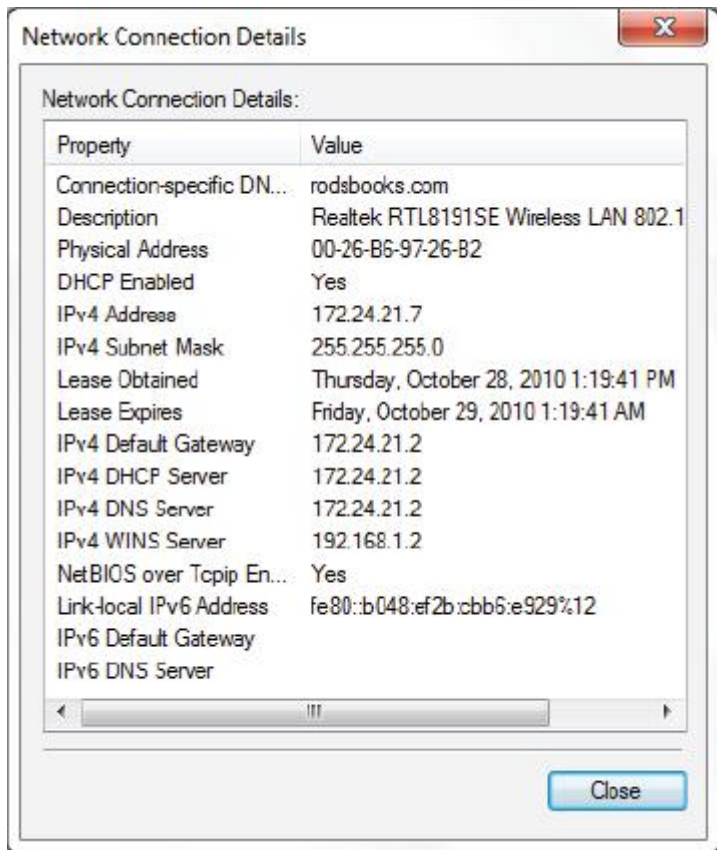 Network Connection Details
Network Connection Details:
Property Value
Connection-specific DN... rodsbooks.com
Description Realtek RTL8191SE Wireless LAN 802.1
Physical Address 00-26-B6-97-26-B2
DHCP Enabled Yes
IPv4 Address 172.24.21.7
IPv4 Subnet Mask 255.255.255.0
Lease Obtained Thursday, October 28, 2010 1:19:41 PM
Lease Expires Friday, October 29, 2010 1:19:41 AM
IPv4 Default Gateway 172.24.21.2
IPv4 DHCP Server 172.24.21.2
IPv4 DNS Server 172.24.21.2
IPv4 WINS Server 192.168.1.2
NetBIOS over Tcpip En... Yes
Link-local IPv6 Address fe80::b048:ef2b:cbb6:e929%12
IPv6 Default Gateway
IPv6 DNS Server
Close